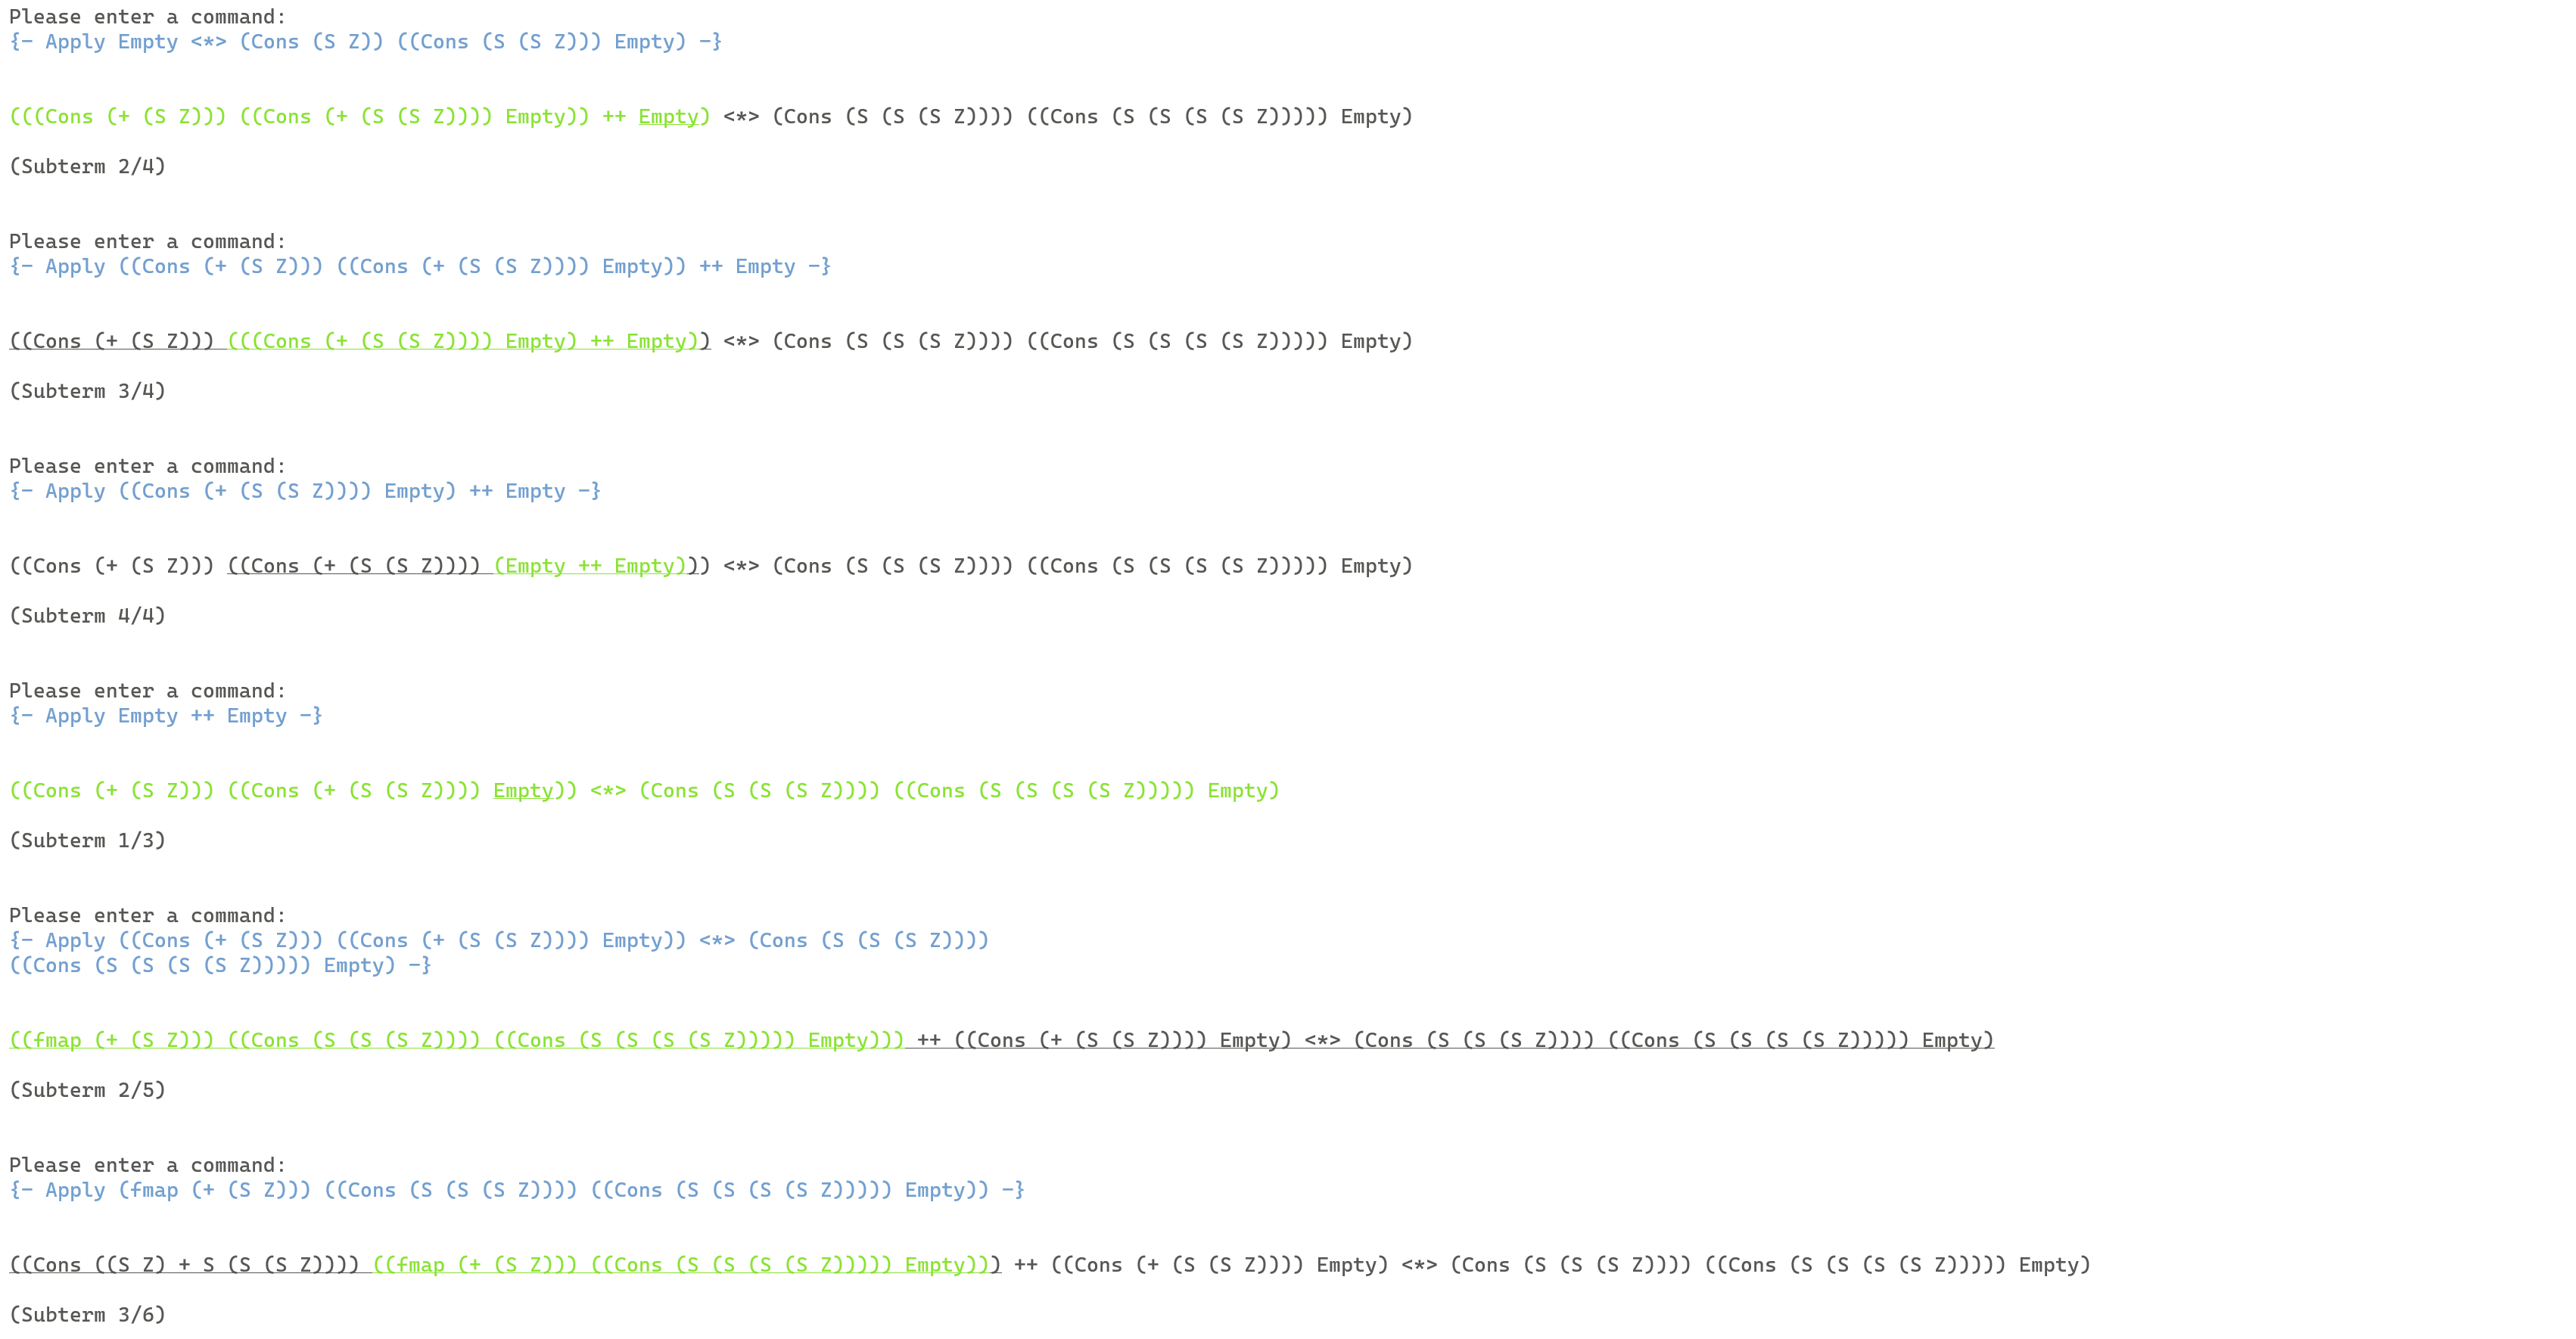 Please enter a command:
{- Apply Empty <*> (Cons (S Z)) ((Cons (S (S Z))) Empty) -}
(((Cons (+ (S Z))) ((Cons (+ (S (S Z)))) Empty)) ++ Empty) <*> (Cons (S (S (S Z)))) ((Cons (S (S (S (S Z))))) Empty)
(Subterm 2/4)
Please enter a command:
{- Apply ((Cons (+ (S Z))) ((Cons (+ (S (S Z)))) Empty)) ++ Empty -}
((Cons (+ (S Z))) (((Cons (+ (S (S Z)))) Empty) ++ Empty)) <*> (Cons (S (S (S Z)))) ((Cons (S (S (S (S Z))))) Empty)
(Subterm 3/4)
Please enter a command:
{- Apply ((Cons (+ (S (S Z)))) Empty) ++ Empty -}
((Cons (+ (S Z))) ((Cons (+ (S (S Z)))) (Empty ++ Empty))) <*> (Cons (S (S (S Z)))) ((Cons (S (S (S (S Z))))) Empty)
(Subterm 4/4)
Please enter a command:
{- Apply Empty ++ Empty -}
((Cons (+ (S Z))) ((Cons (+ (S (S Z)))) Empty)) <*> (Cons (S (S (S Z)))) ((Cons (S (S (S (S Z))))) Empty)
(Subterm 1/3)
Please enter a command:
{- Apply ((Cons (+ (S Z))) ((Cons (+ (S (S Z)))) Empty)) <*> (Cons (S (S (S Z))))
((Cons (S (S (S (S Z))))) Empty) -}
((fmap (+ (S Z))) ((Cons (S (S (S Z)))) ((Cons (S (S (S (S Z))))) Empty))) ++ ((Cons (+ (S (S Z)))) Empty) <*> (Cons (S (S (S Z)))) ((Cons (S (S (S (S Z))))) Empty)
(Subterm 2/5)
Please enter a command:
{- Apply (fmap (+ (S Z))) ((Cons (S (S (S Z)))) ((Cons (S (S (S (S Z))))) Empty)) -}
((Cons ((S Z) + S (S (S Z)))) ((fmap (+ (S Z))) ((Cons (S (S (S (S Z))))) Empty))) ++ ((Cons (+ (S (S Z)))) Empty) <*> (Cons (S (S (S Z)))) ((Cons (S (S (S (S Z))))) Empty)
(Subterm 3/6)